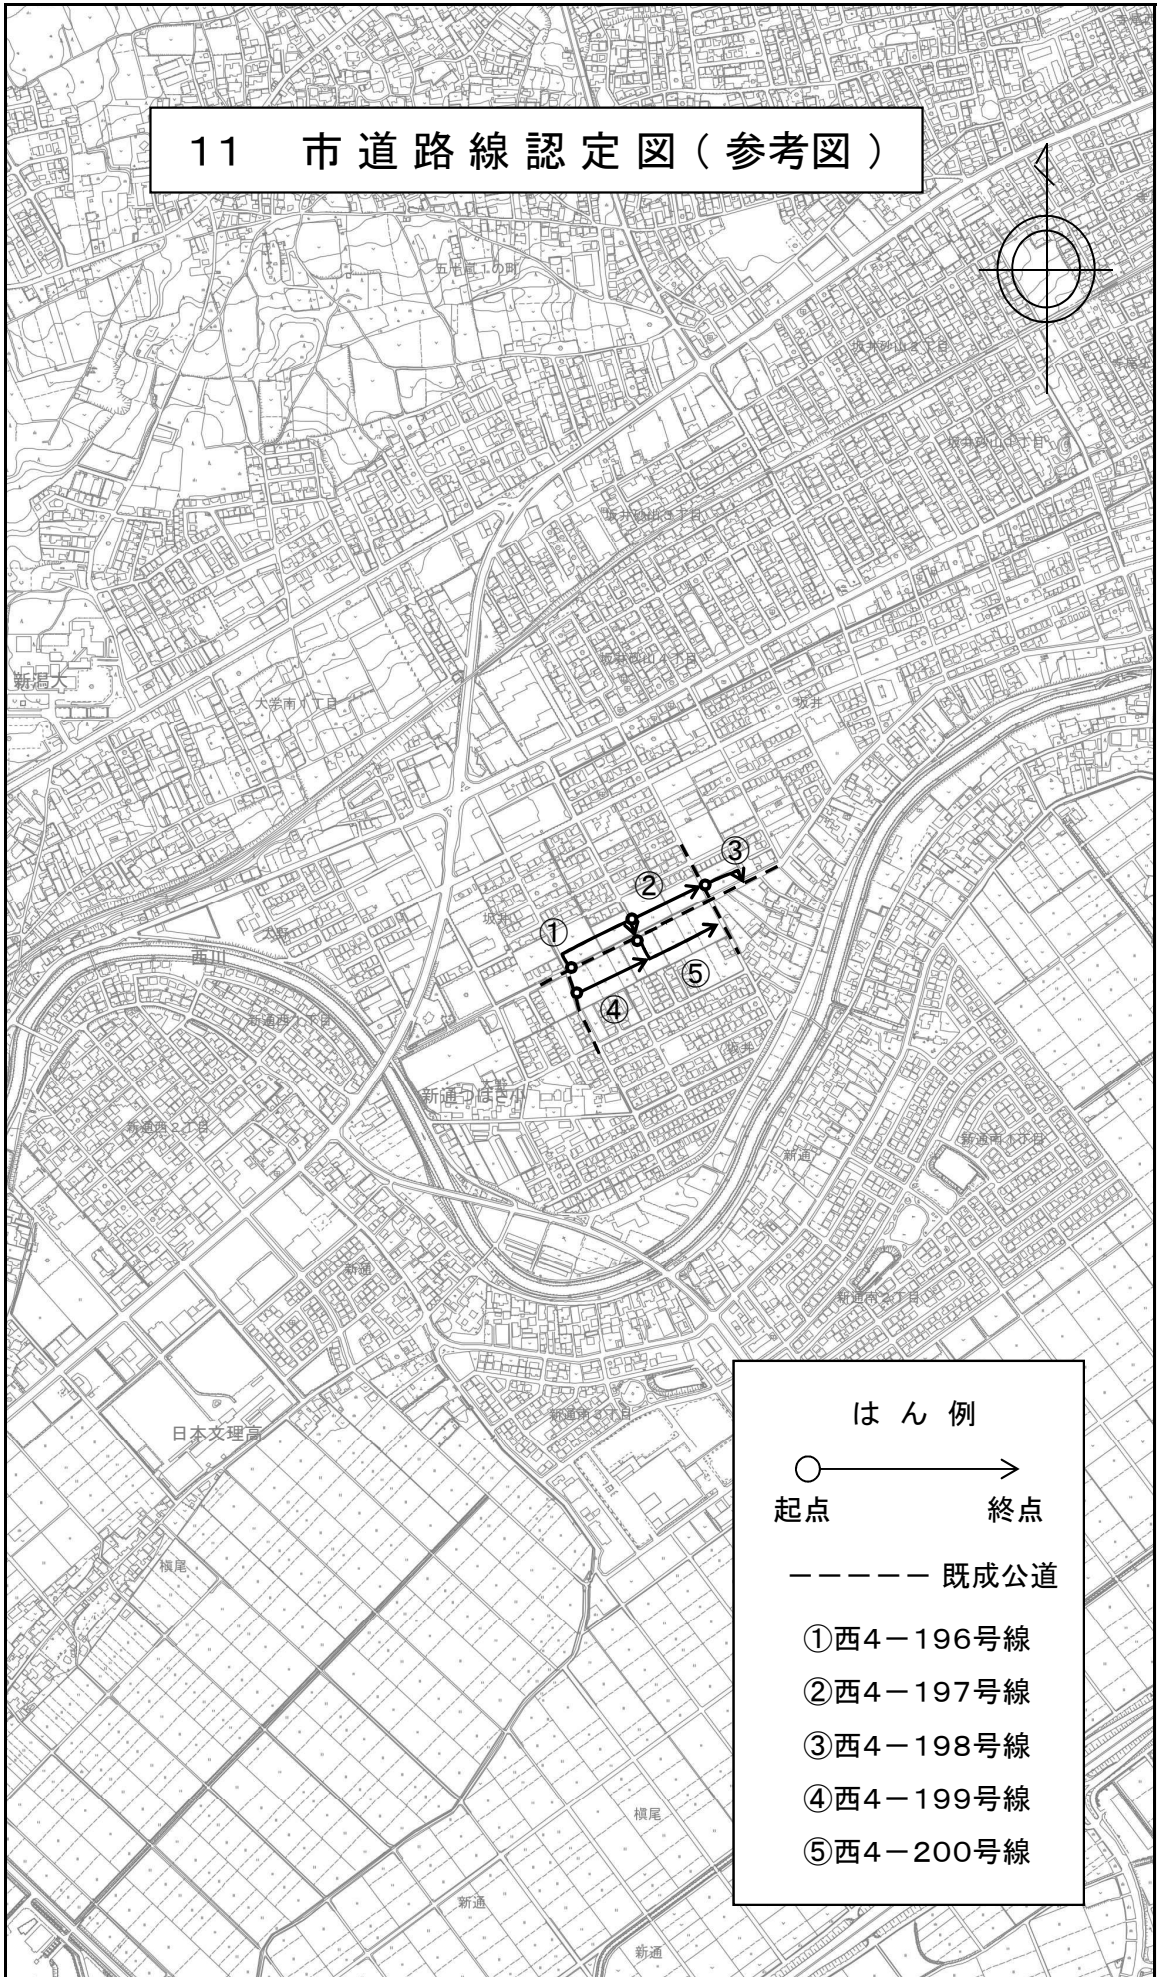 11 市道路線認定図(参考図)
五十嵐1の町
坂井砂山2丁目
坂井砂山1丁目
坂井砂山3丁目
坂井砂山4丁目
新潟大
大学南1丁目
坂井
③
②
坂井
①
大野
西川
⑤
④
新通西1丁目
坂井
大野
新通つばさ小
新通西2丁目
新通南1丁目
新通
新通
新通南2丁目
新通南3丁目
日本文理高
槇尾
槇尾
新通
新通
はん例
起点 終点
----- 既成公道
①西4-196号線
②西4-197号線
③西4-198号線
④西4-199号線
⑤西4-200号線